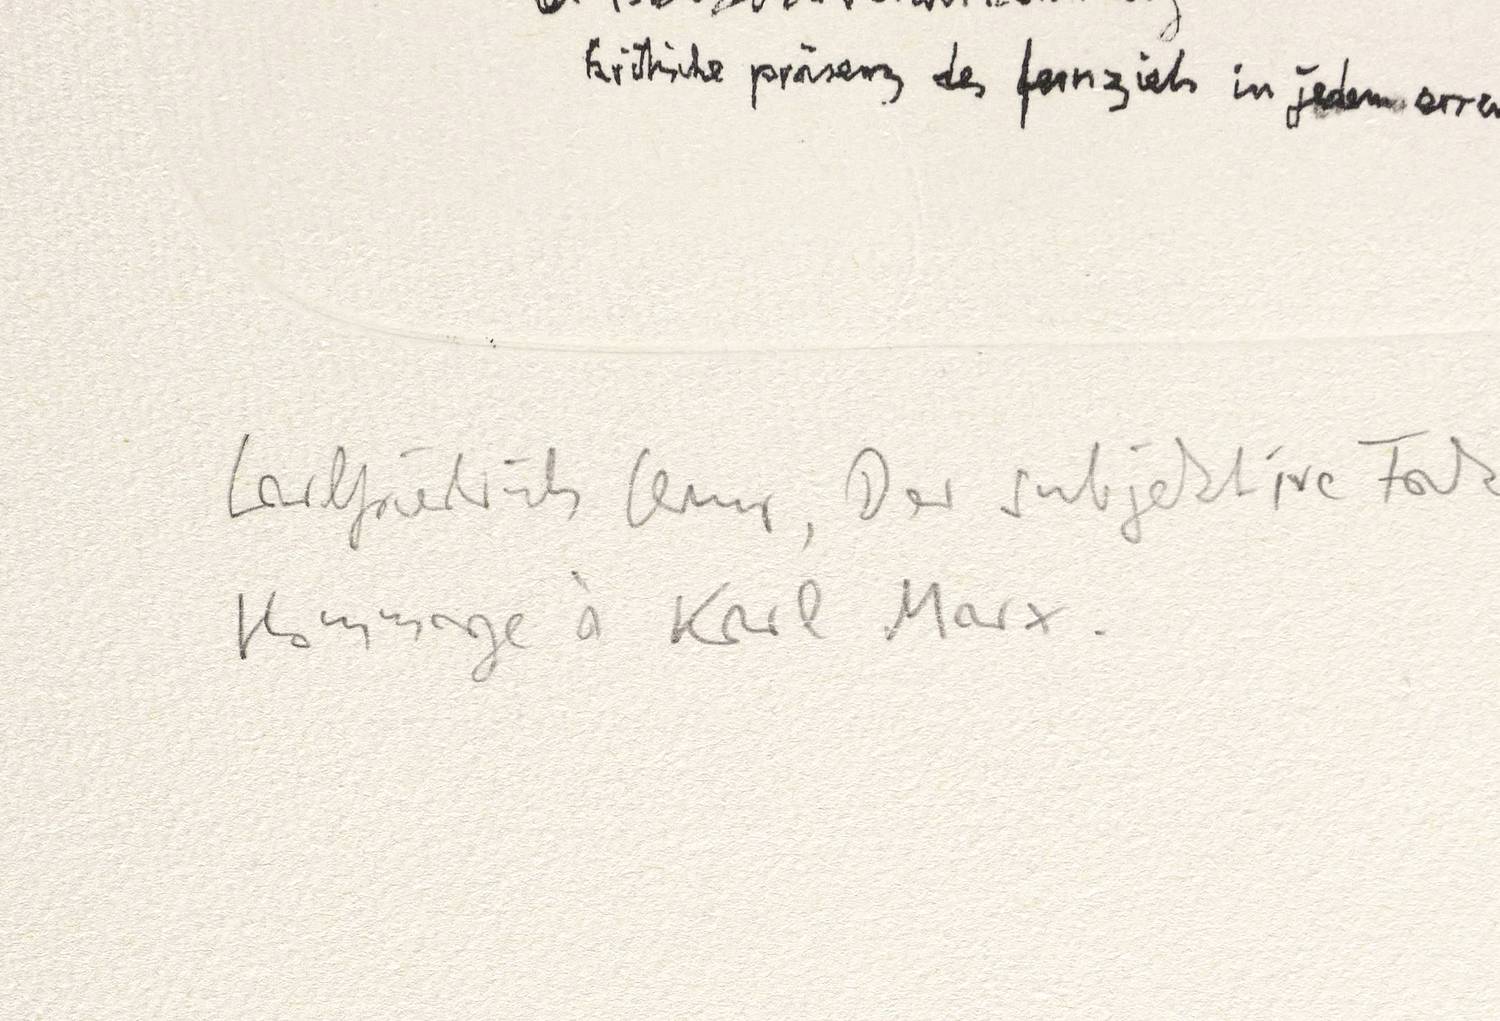 kritische präsenz des fernziels in jedem
Carlfriedrich Claus, Der subjektive
Hommage à Karl Marx.